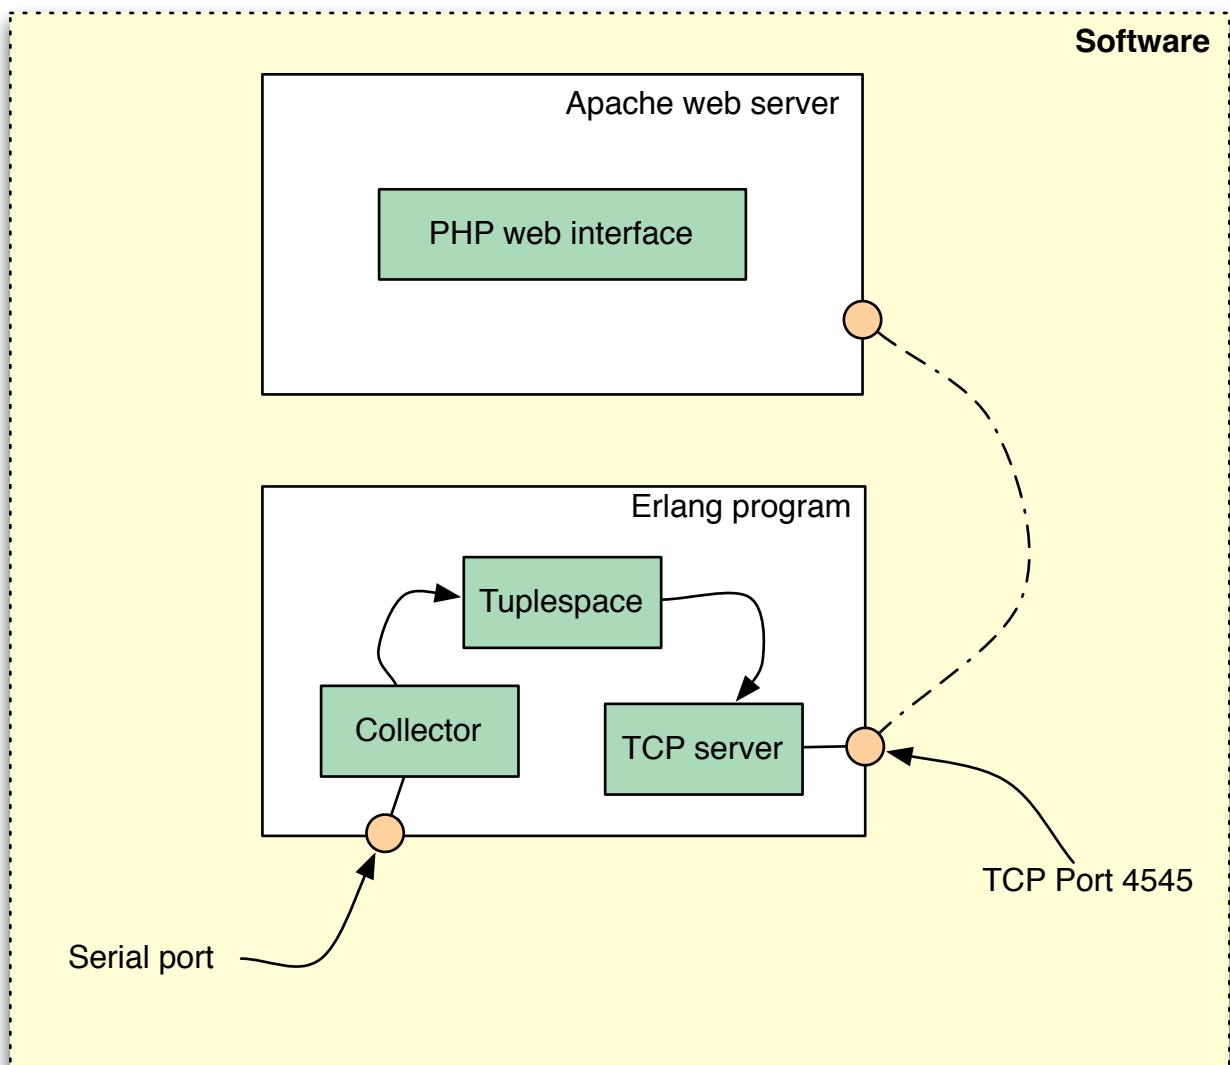 Software
Apache web server
PHP web interface
Erlang program
Tuplespace
Collector
TCP server
TCP Port 4545
Serial port